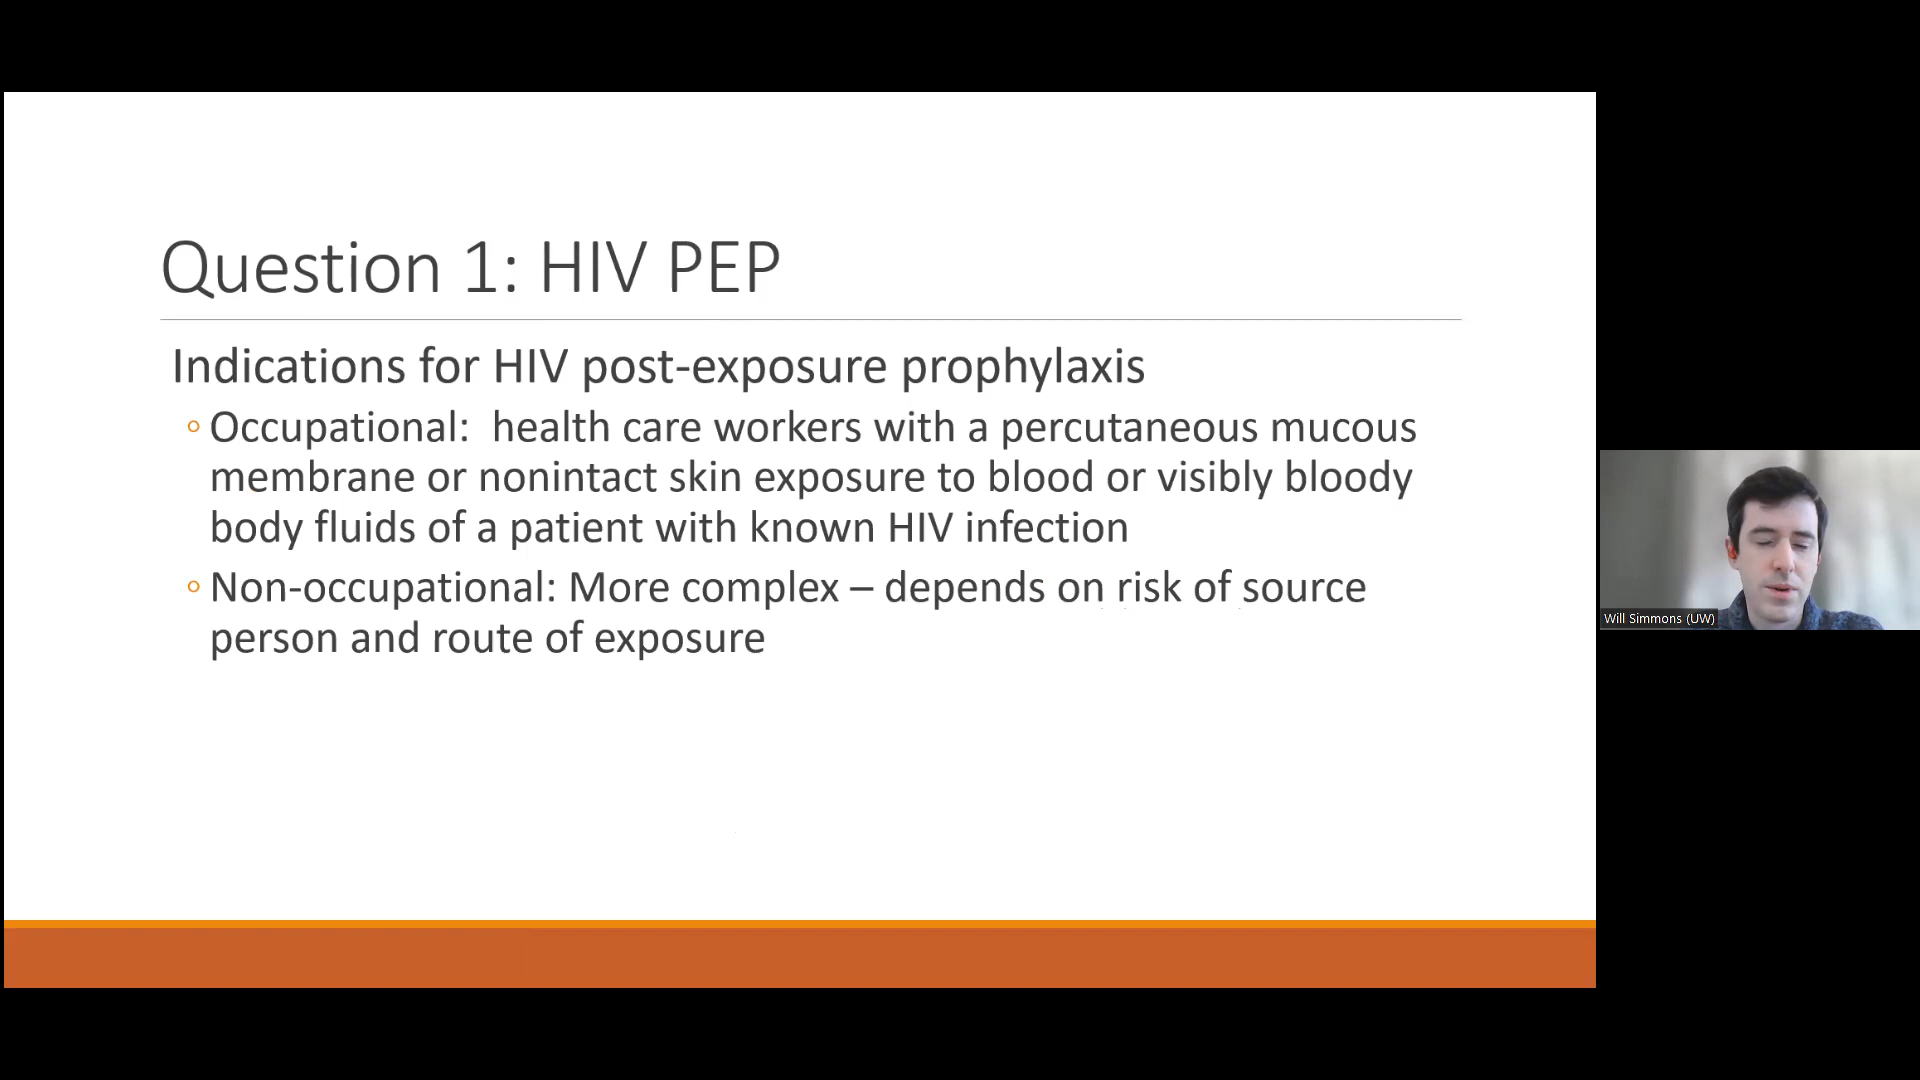 Question 1: HIV PEP
Indications for HIV post-exposure prophylaxis
◦ Occupational:  health care workers with a percutaneous mucous
membrane or nonintact skin exposure to blood or visibly bloody
body fluids of a patient with known HIV infection
◦ Non-occupational: More complex – depends on risk of source
person and route of exposure
Will Simmons (UW)